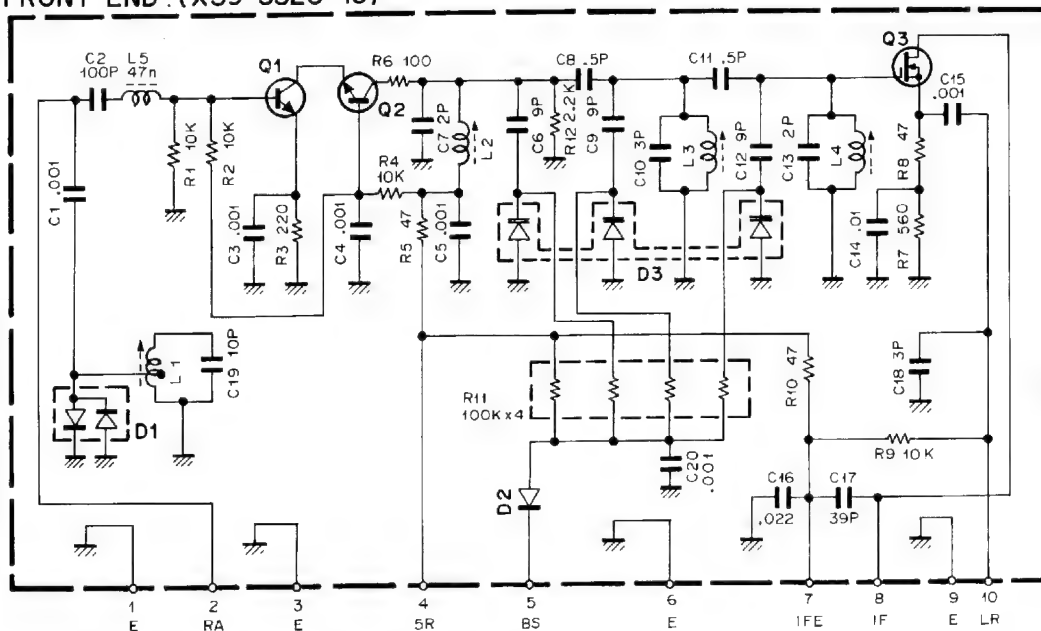 FRONT END (X55-3320-10)
C2 100P
L5 47n
Q1
R6 100
C8 .5P
C11 .5P
Q3
C15 .001
Q2
C7 2P
L2
C6 9P
R12 2.2K
C9 9P
C10 3P
L3
C12 9P
C13 2P
L4
R8 47
R1 10K
R2 10K
R4 10K
C1 .001
C3 .001
R3 220
C4 .001
R5 47
C5 .001
D3
C14 .01
R7 560
L1
C19 10P
R11 100K x4
R10 47
C18 3P
D1
C20 .001
R9 10K
D2
C16 .022
C17 39P
1 2 3 4 5 6 7 8 9 10
E RA E 5R BS E IFE IF E LR